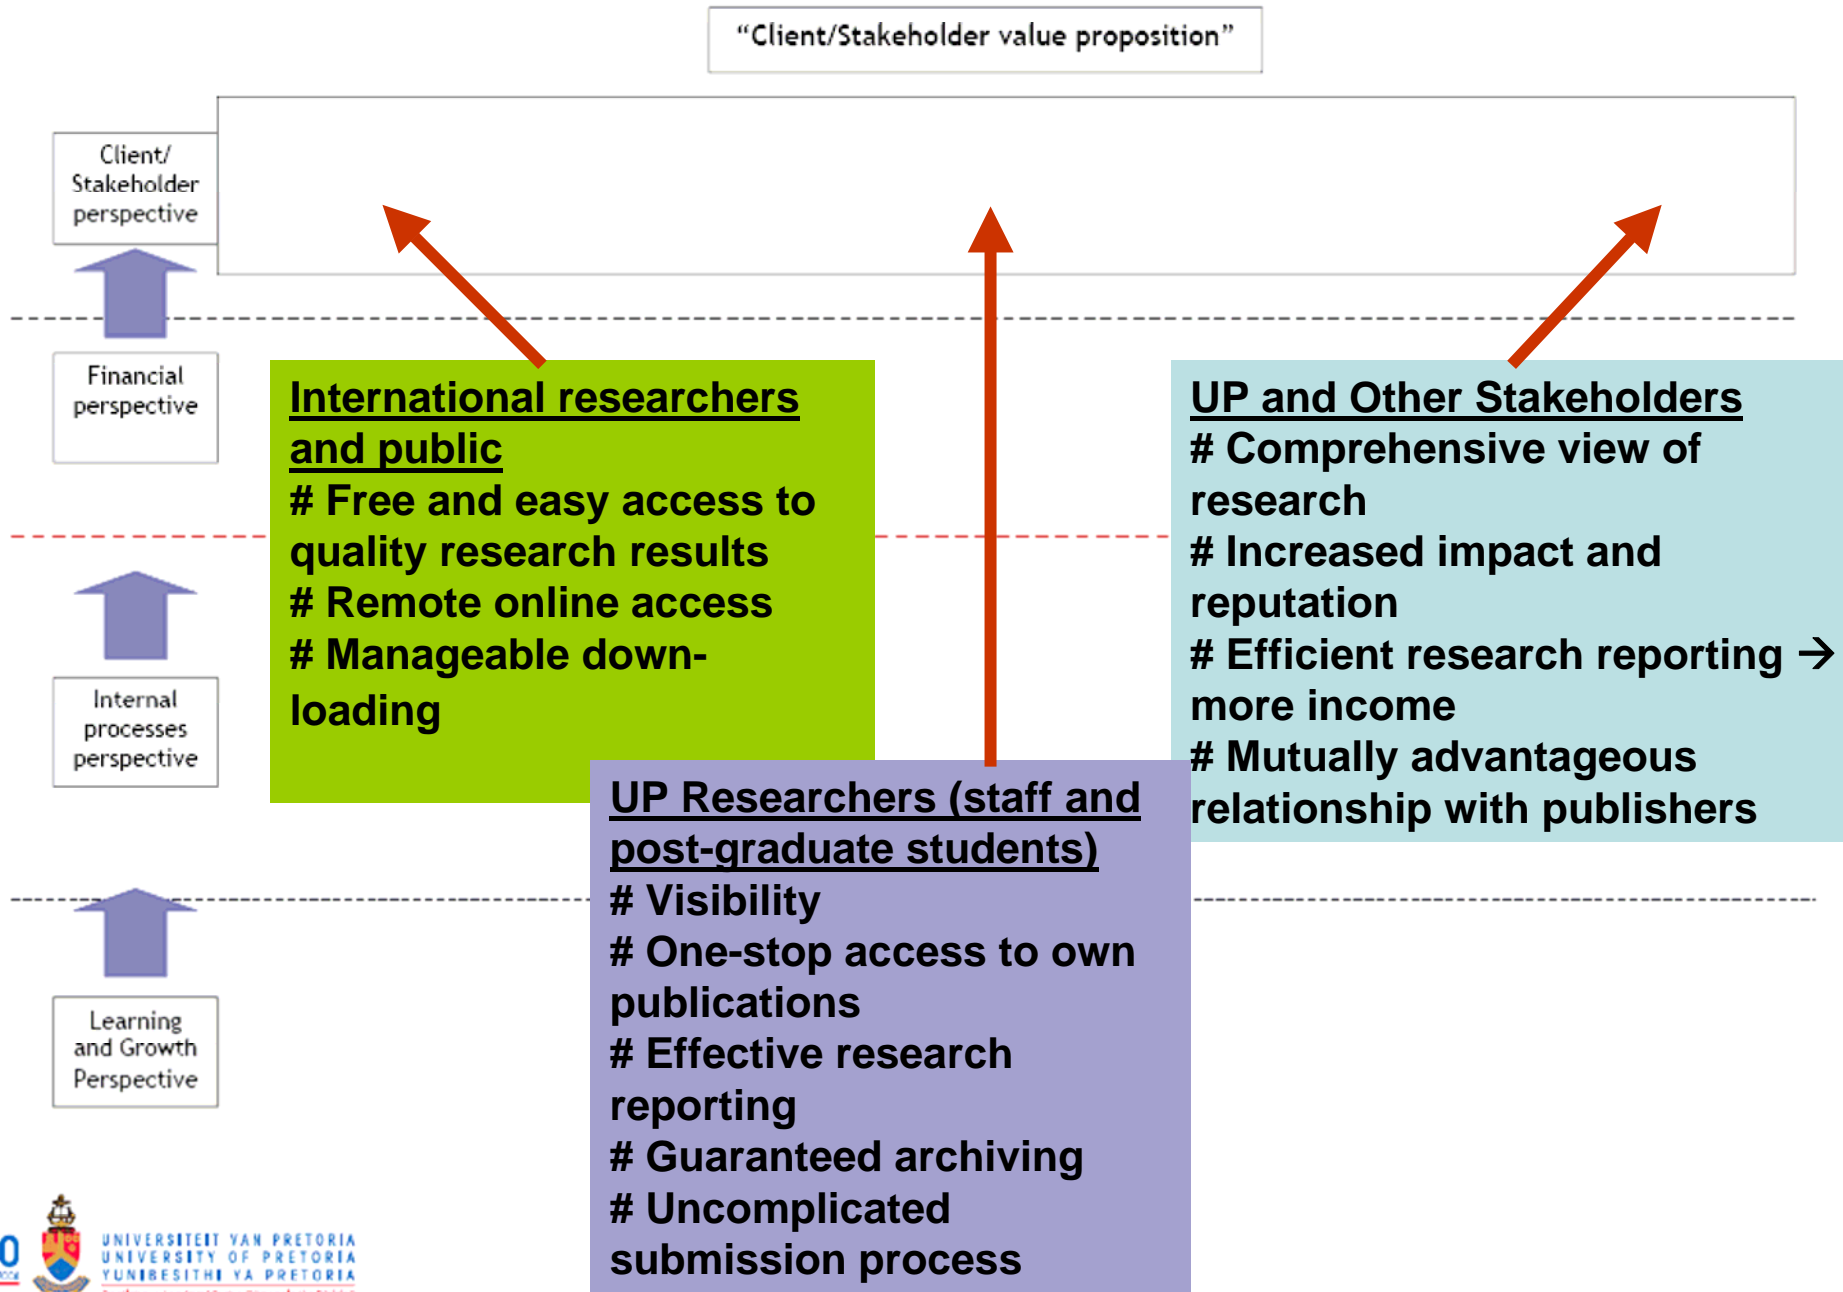 “Client/Stakeholder value proposition”
Client/
Stakeholder
perspective
Financial
perspective
Internal
processes
perspective
Learning
and Growth
Perspective
International researchers
and public
# Free and easy access to
quality research results
# Remote online access
# Manageable down-
loading
UP Researchers (staff and
post-graduate students)
# Visibility
# One-stop access to own
publications
# Effective research
reporting
# Guaranteed archiving
# Uncomplicated
submission process
UP and Other Stakeholders
# Comprehensive view of
research
# Increased impact and
reputation
# Efficient research reporting →
more income
# Mutually advantageous
relationship with publishers
UNIVERSITEIT VAN PRETORIA
UNIVERSITY OF PRETORIA
YUNIBESITHI YA PRETORIA